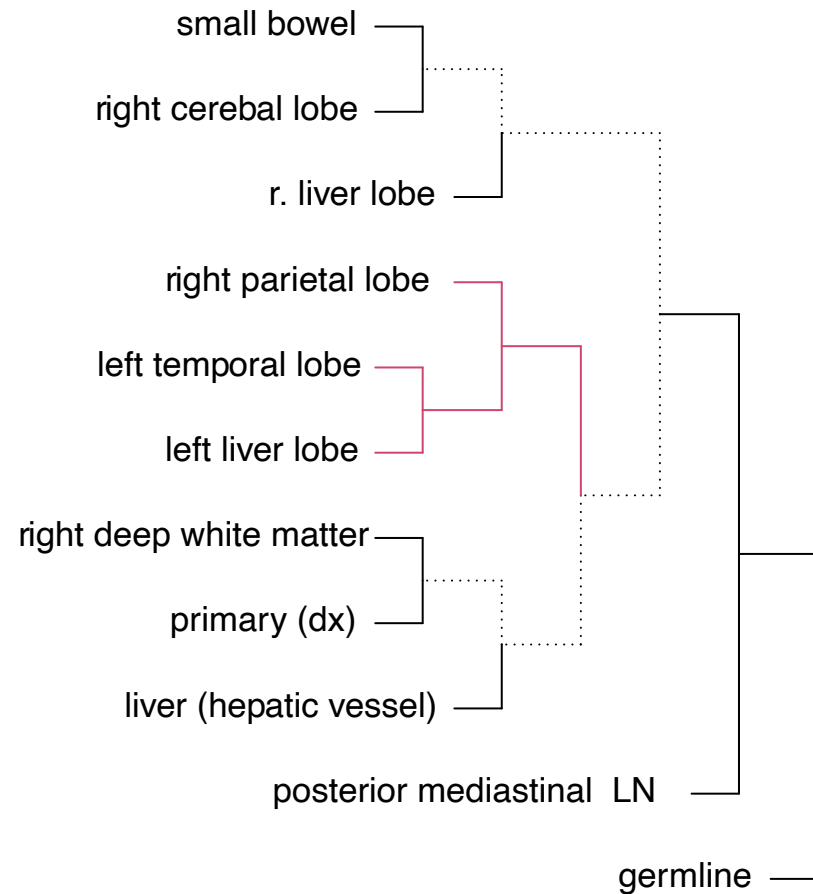 small bowel
right cerebal lobe
r. liver lobe
right parietal lobe
left temporal lobe
left liver lobe
right deep white matter
primary (dx)
liver (hepatic vessel)
posterior mediastinal LN
germline